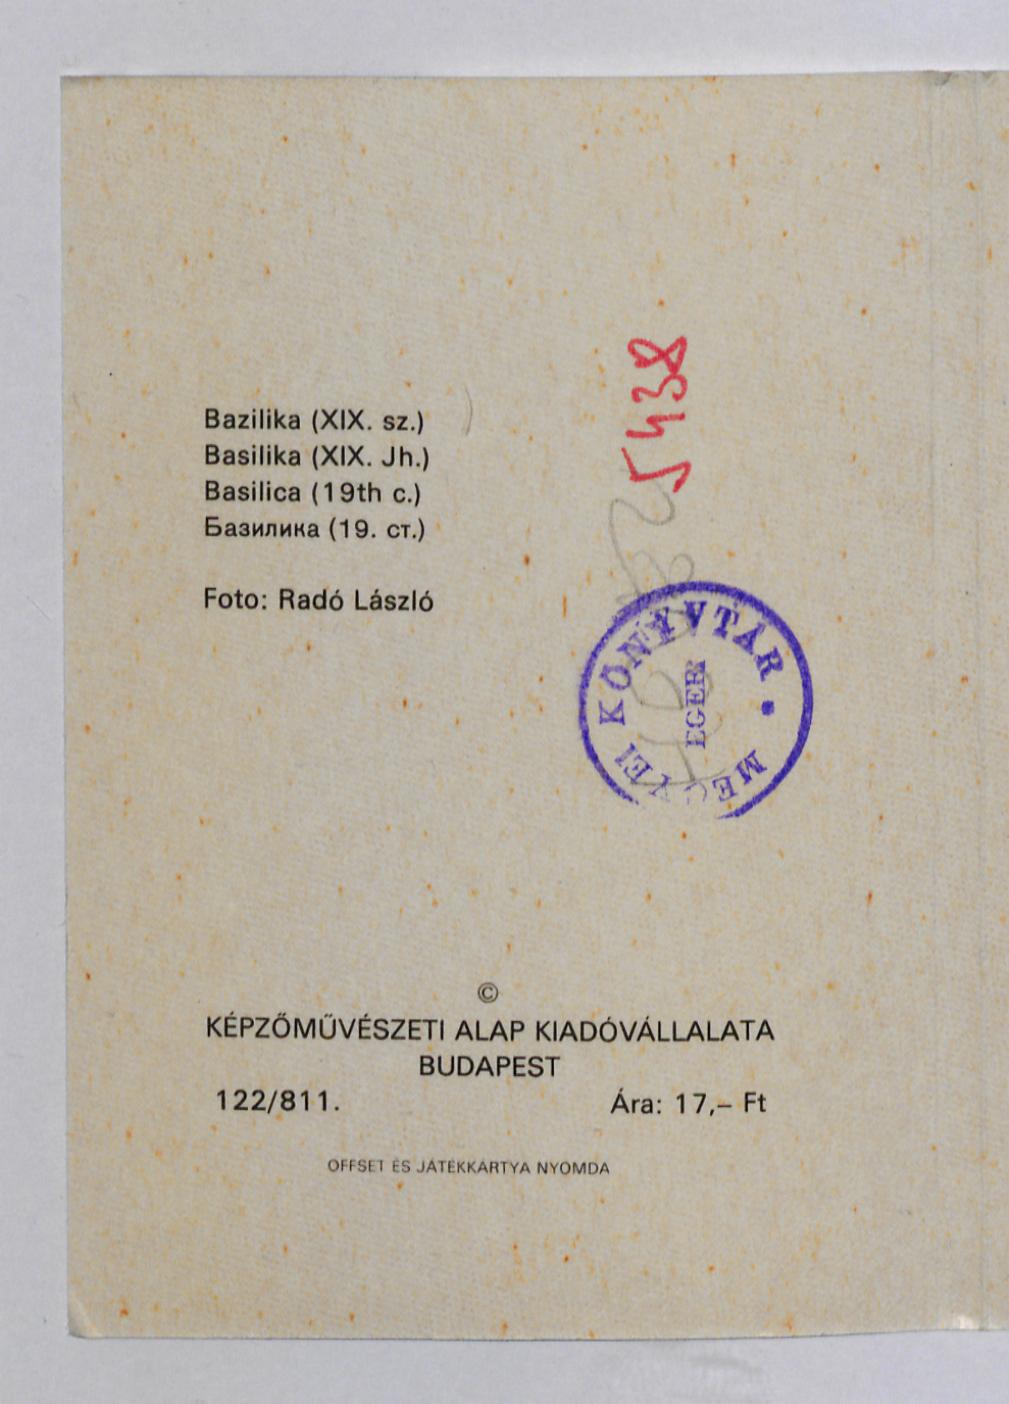 Bazilika (XIX. sz.)
Basilika (XIX. Jh.)
Basilica (19th c.)
Базилика (19. ст.)
Foto: Radó László
5438
MEGYEI KÖNYVTÁR •
EGER
©
KÉPZŐMŰVÉSZETI ALAP KIADÓVÁLLALATA
BUDAPEST
122/811.
Ára: 17,– Ft
OFFSET ÉS JÁTÉKKÁRTYA NYOMDA